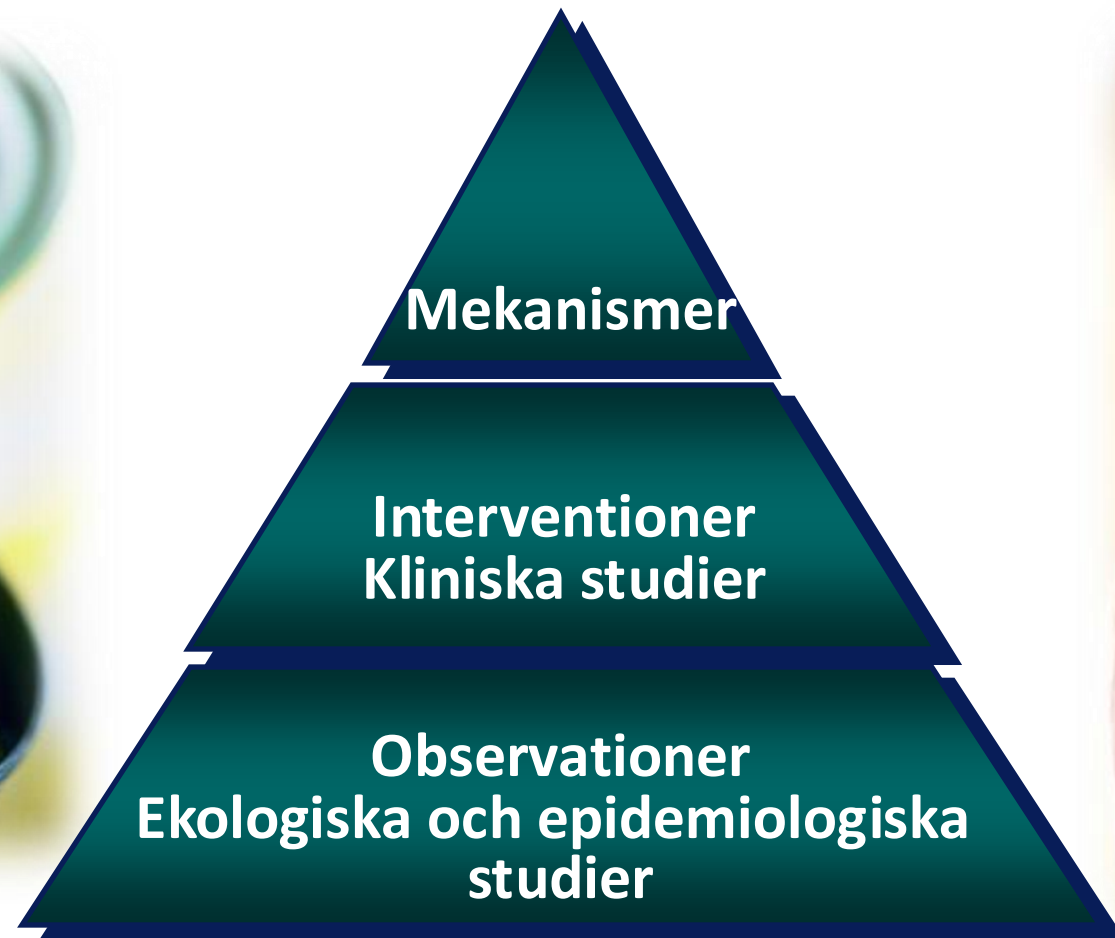 Mekanismer
Interventioner
Kliniska studier
Observationer
Ekologiska och epidemiologiska
studier